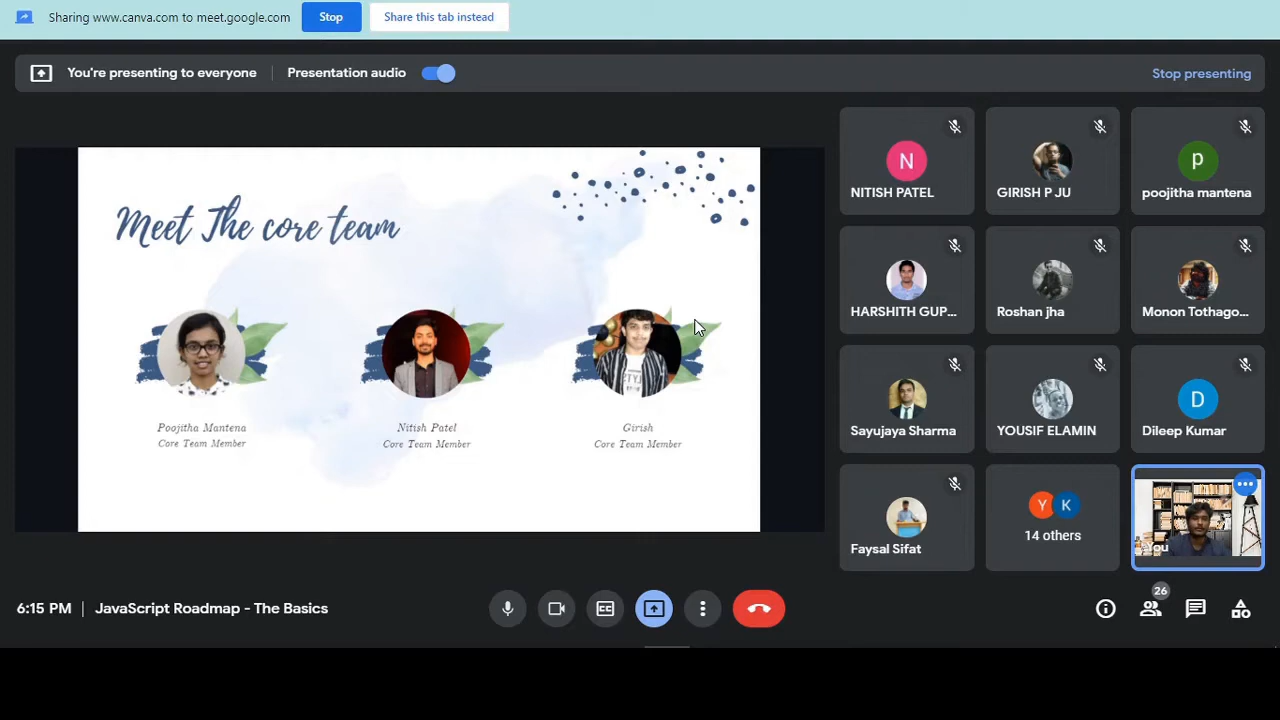 Sharing www.canva.com to meet.google.com
Stop
Share this tab instead
You're presenting to everyone
Presentation audio
Stop presenting
Meet The core team
Poojitha Mantena
Core Team Member
Nitish Patel
Core Team Member
Girish
Core Team Member
N
NITISH PATEL
GIRISH P JU
p
poojitha mantena
HARSHITH GUP...
Roshan jha
Monon Tothago...
Sayujaya Sharma
YOUSIF ELAMIN
D
Dileep Kumar
Faysal Sifat
Y K
14 others
You
6:15 PM
JavaScript Roadmap - The Basics
CC
26